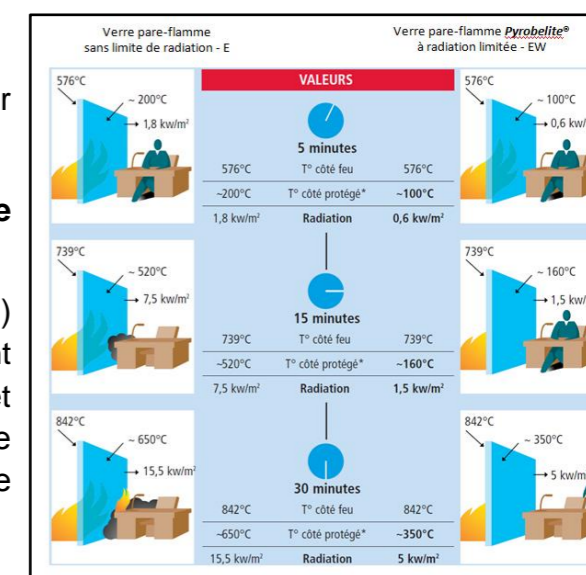 r
e
)
t
et
e
e
Verre pare-flamme
sans limite de radiation - E
Verre pare-flamme Pyrobelite®
à radiation limitée - EW
576°C
~ 200°C
1,8 kw/m²
VALEURS
5 minutes
576°C T° côté feu 576°C
~200°C T° côté protégé* ~100°C
1,8 kw/m² Radiation 0,6 kw/m²
576°C
~ 100°C
0,6 kw/
739°C
~ 520°C
7,5 kw/m²
15 minutes
739°C T° côté feu 739°C
~520°C T° côté protégé* ~160°C
7,5 kw/m² Radiation 1,5 kw/m²
739°C
~ 160°C
1,5 kw/
842°C
~ 650°C
15,5 kw/m²
30 minutes
842°C T° côté feu 842°C
~650°C T° côté protégé* ~350°C
15,5 kw/m² Radiation 5 kw/m²
842°C
~ 350°C
5 kw/m